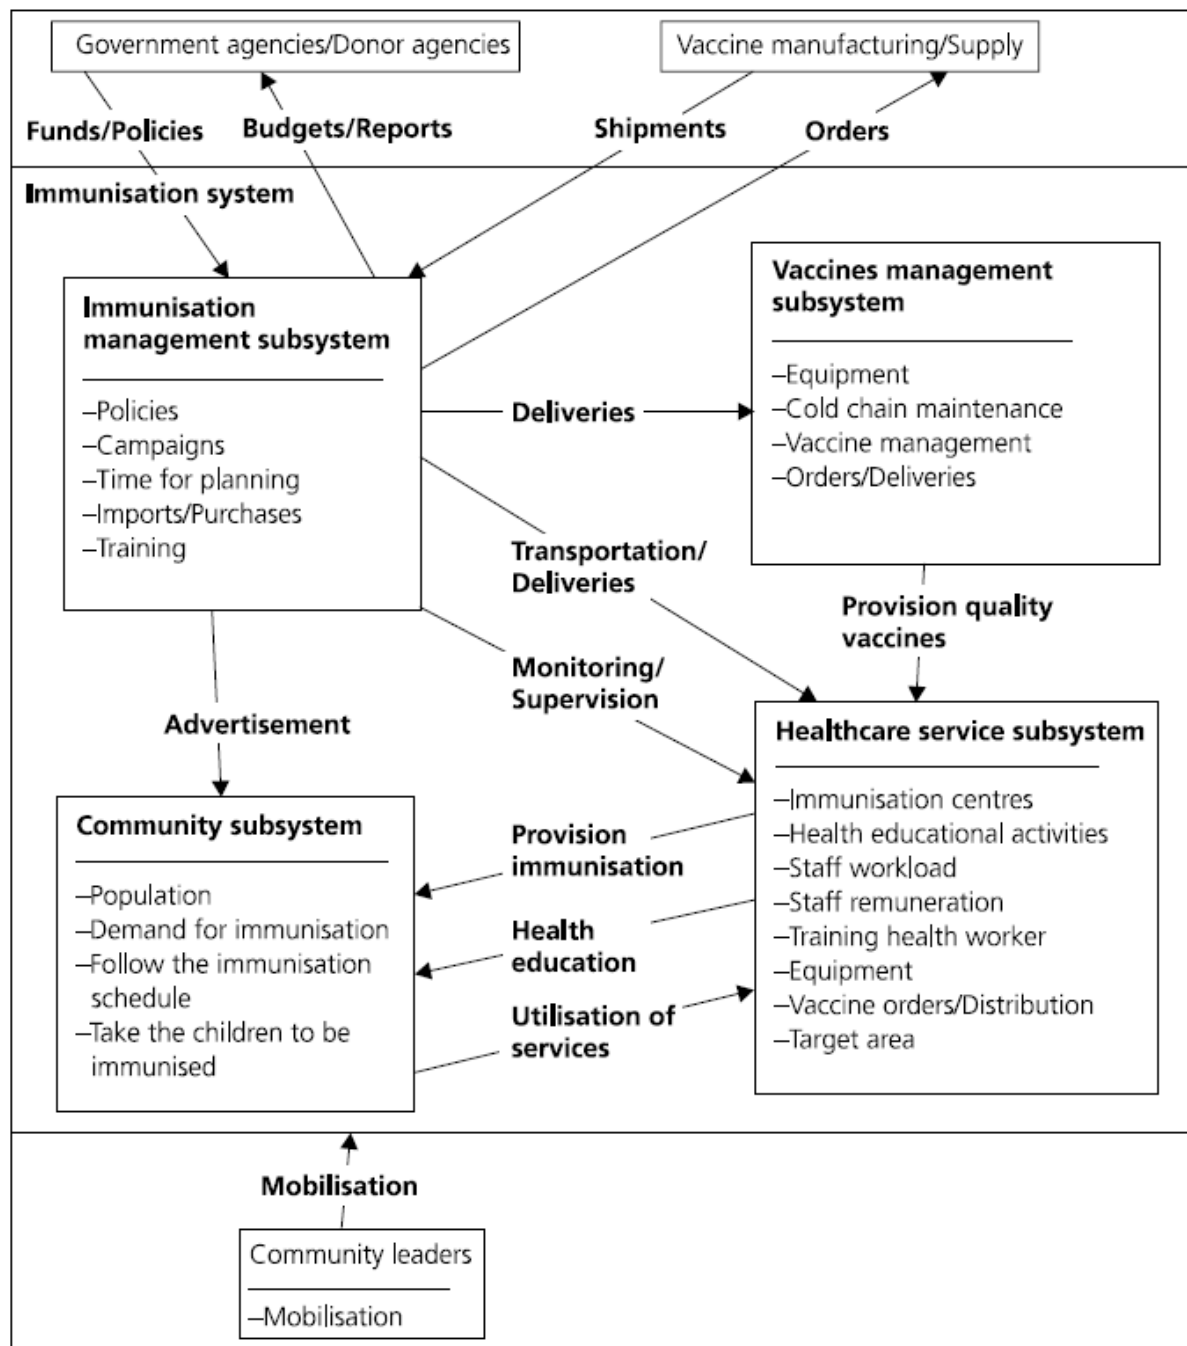 Government agencies/Donor agencies
Vaccine manufacturing/Supply
Funds/Policies
Budgets/Reports
Shipments
Orders
Immunisation system
Immunisation
management subsystem
–Policies
–Campaigns
–Time for planning
–Imports/Purchases
–Training
Vaccines management
subsystem
–Equipment
–Cold chain maintenance
–Vaccine management
–Orders/Deliveries
Deliveries
Transportation/
Deliveries
Provision quality
vaccines
Monitoring/
Supervision
Advertisement
Community subsystem
–Population
–Demand for immunisation
–Follow the immunisation
schedule
–Take the children to be
immunised
Provision
immunisation
Health
education
Utilisation of
services
Healthcare service subsystem
–Immunisation centres
–Health educational activities
–Staff workload
–Staff remuneration
–Training health worker
–Equipment
–Vaccine orders/Distribution
–Target area
Mobilisation
Community leaders
–Mobilisation